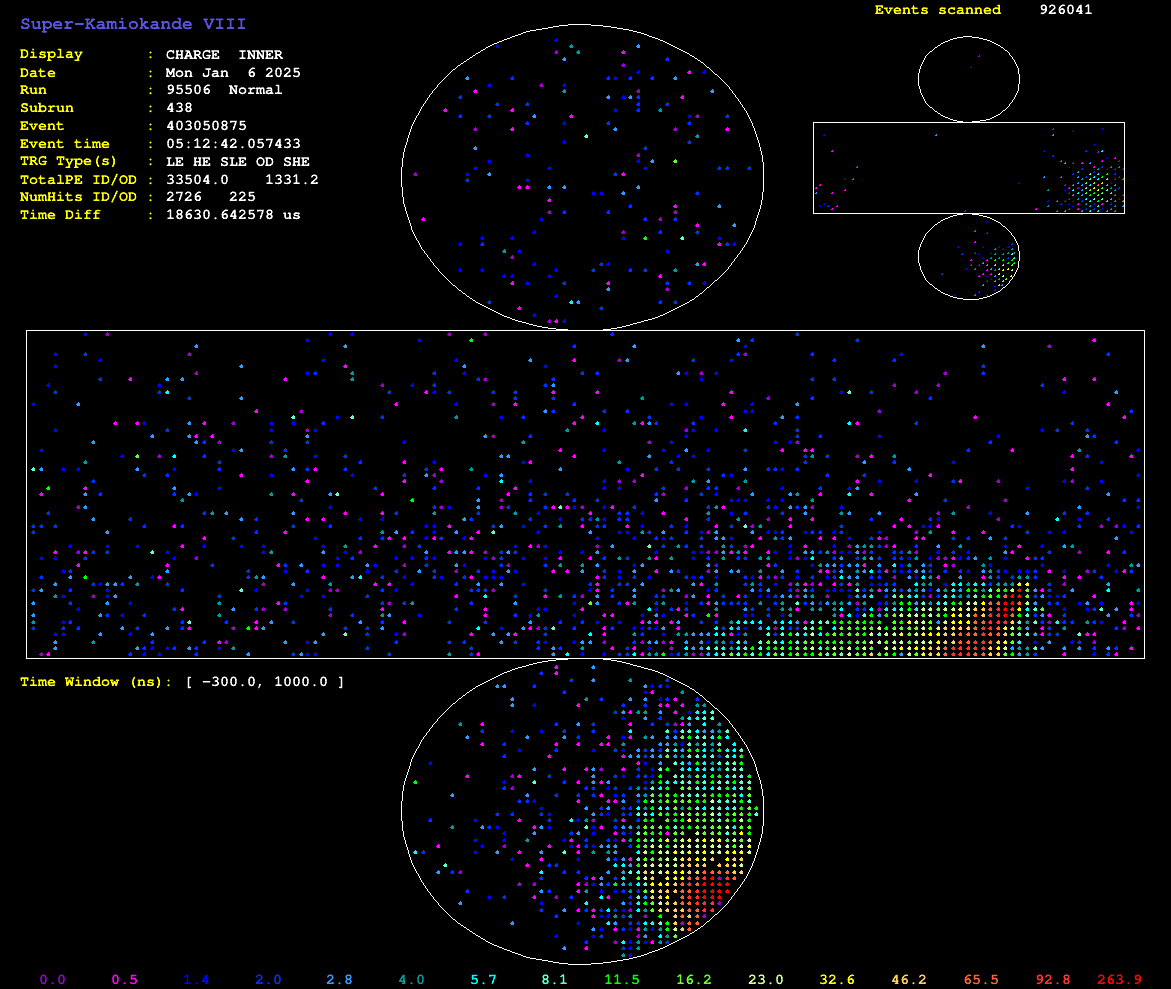 Super-Kamiokande VIII
Events scanned 926041
Display : CHARGE INNER
Date : Mon Jan 6 2025
Run : 95506 Normal
Subrun : 438
Event : 403050875
Event time : 05:12:42.057433
TRG Type(s) : LE HE SLE OD SHE
TotalPE ID/OD : 33504.0 1331.2
NumHits ID/OD : 2726 225
Time Diff : 18630.642578 us
Time Window (ns): [ -300.0, 1000.0 ]
0.0 0.5 1.4 2.0 2.8 4.0 5.7 8.1 11.5 16.2 23.0 32.6 46.2 65.5 92.8 263.9